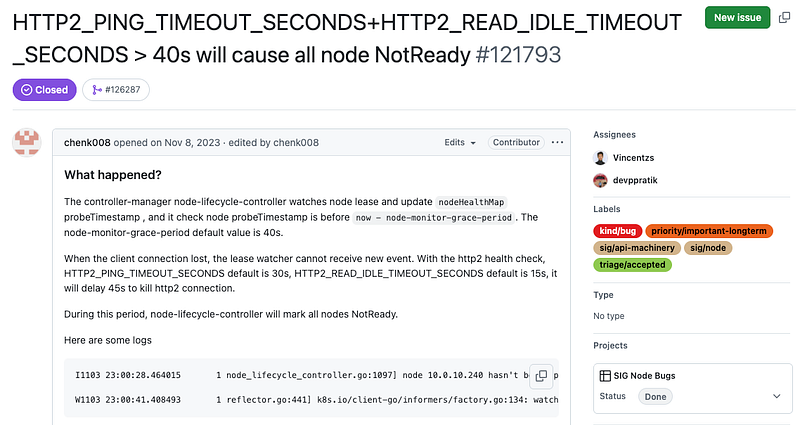 HTTP2_PING_TIMEOUT_SECONDS+HTTP2_READ_IDLE_TIMEOUT
_SECONDS > 40s will cause all node NotReady #121793
New issue
Closed
#126287
chenk008 opened on Nov 8, 2023 · edited by chenk008
Edits
Contributor
What happened?
The controller-manager node-lifecycle-controller watches node lease and update nodeHealthMap
probeTimestamp , and it check node probeTimestamp is before now - node-monitor-grace-period . The
node-monitor-grace-period default value is 40s.
When the client connection lost, the lease watcher cannot receive new event. With the http2 health check,
HTTP2_PING_TIMEOUT_SECONDS default is 30s, HTTP2_READ_IDLE_TIMEOUT_SECONDS default is 15s, it
will delay 45s to kill http2 connection.
During this period, node-lifecycle-controller will mark all nodes NotReady.
Here are some logs
I1103 23:00:28.464015 1 node_lifecycle_controller.go:1097] node 10.0.10.240 hasn't
W1103 23:00:41.408493 1 reflector.go:441] k8s.io/client-go/informers/factory.go:134: watch
Assignees
Vincentzs
devppratik
Labels
kind/bug
priority/important-longterm
sig/api-machinery
sig/node
triage/accepted
Type
No type
Projects
SIG Node Bugs
Status
Done